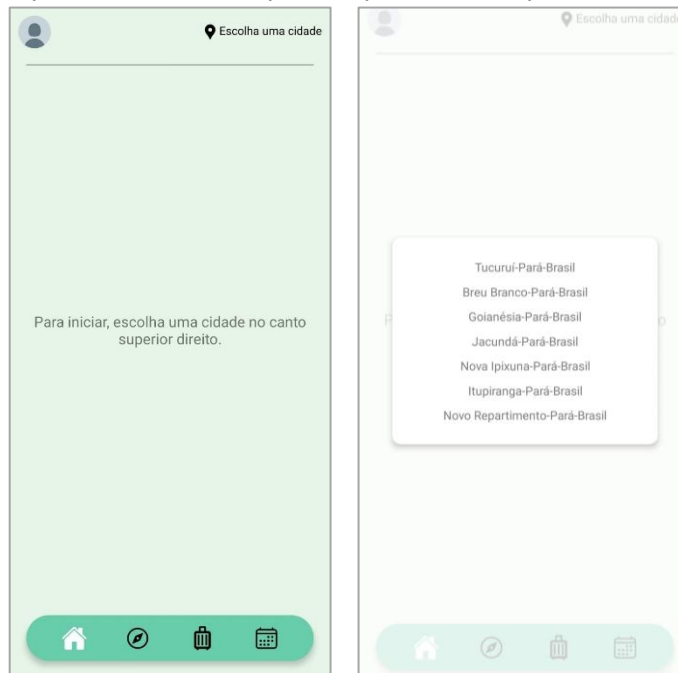 Escolha uma cidade
Para iniciar, escolha uma cidade no canto
superior direito.
Escolha uma cidade
Tucuruí-Pará-Brasil
Breu Branco-Pará-Brasil
Goianésia-Pará-Brasil
Jacundá-Pará-Brasil
Nova Ipixuna-Pará-Brasil
Itupiranga-Pará-Brasil
Novo Repartimento-Pará-Brasil